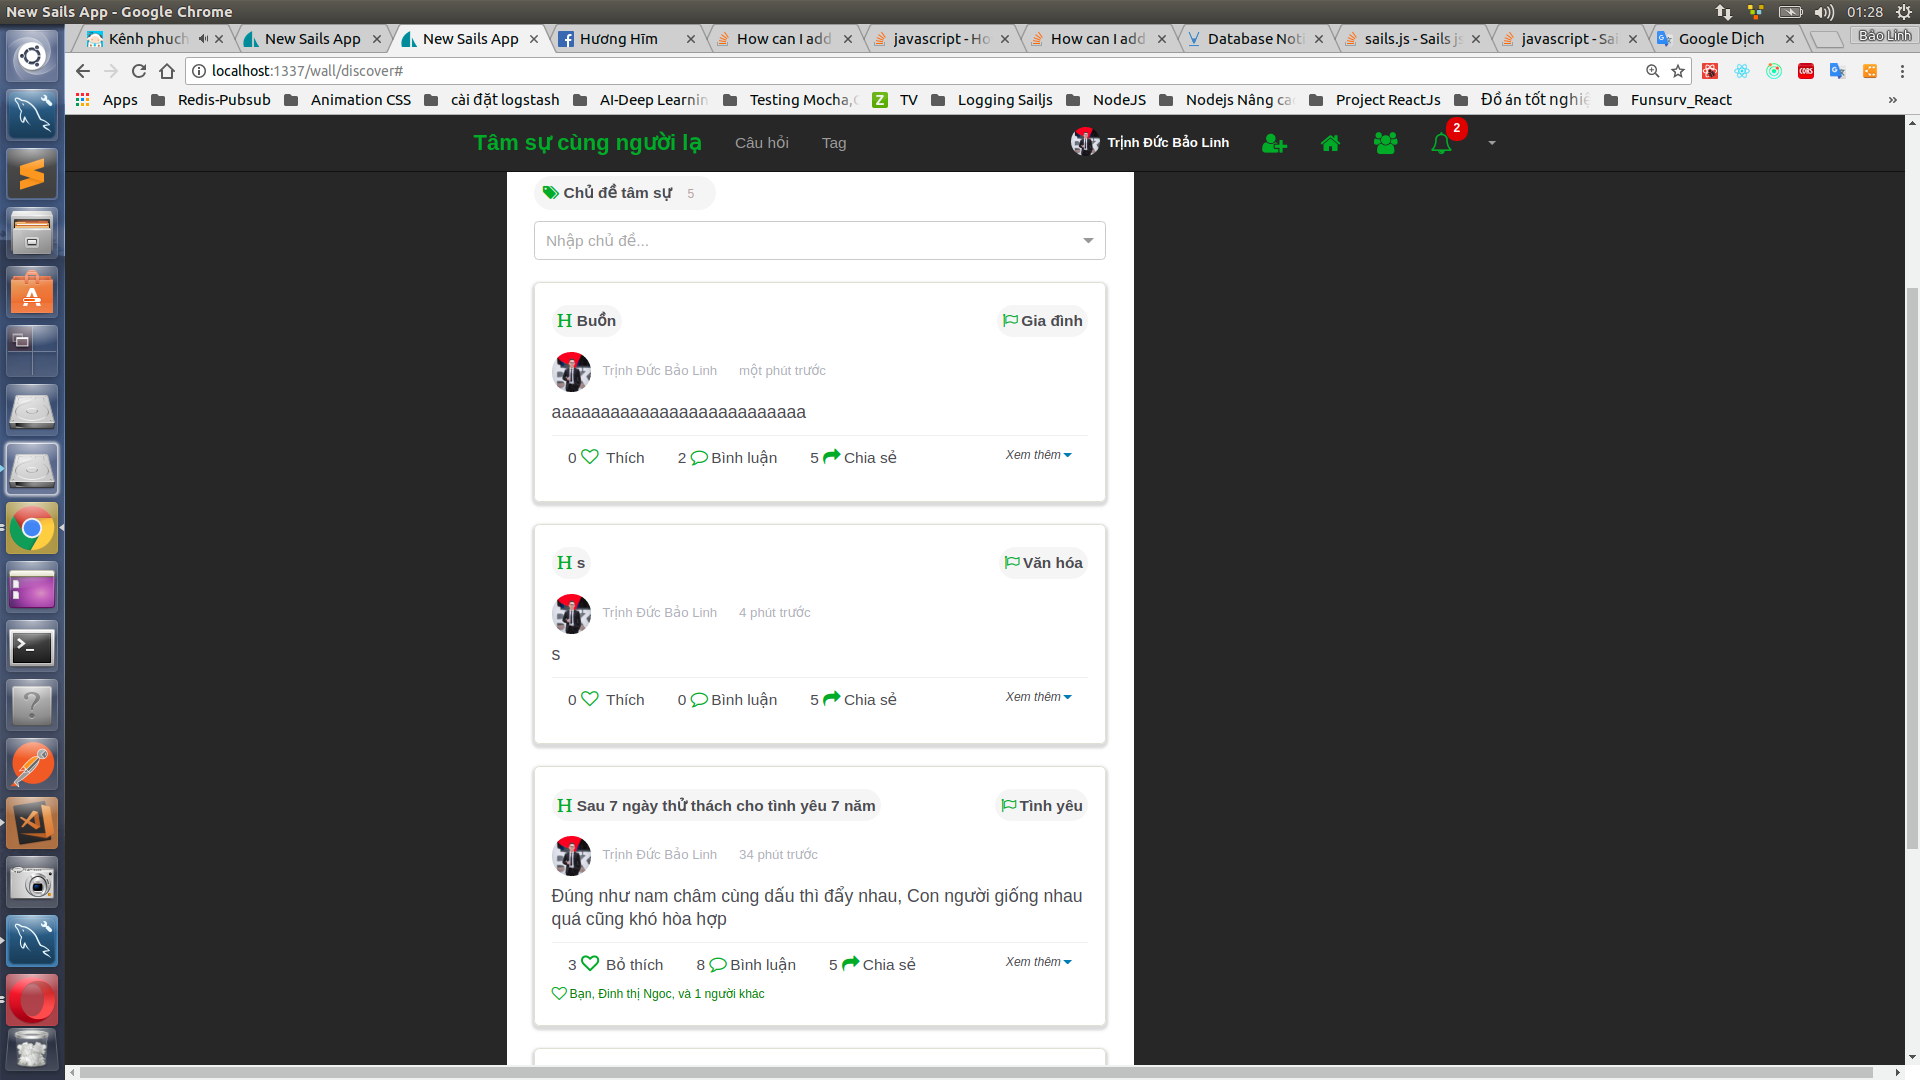 New Sails App - Google Chrome
01:28
Kênh phuch
New Sails App
New Sails App
Hương Hĩm
How can I add
javascript - Ho
How can I add
Database Noti
sails.js - Sails js
javascript - Sai
Google Dịch
Bảo Linh
localhost:1337/wall/discover#
Apps
Redis-Pubsub
Animation CSS
cài đặt logstash
AI-Deep Learnin
Testing Mocha,C
TV
Logging Sailjs
NodeJS
Nodejs Nâng ca
Project ReactJs
Đồ án tốt nghiệ
Funsurv_React
»
Tâm sự cùng người lạ
Câu hỏi
Tag
Trịnh Đức Bảo Linh
2
Chủ đề tâm sự 5
Nhập chủ đề...
H Buồn
Gia đình
Trịnh Đức Bảo Linh một phút trước
aaaaaaaaaaaaaaaaaaaaaaaaaa
0 Thích 2 Bình luận 5 Chia sẻ Xem thêm
H s
Văn hóa
Trịnh Đức Bảo Linh 4 phút trước
s
0 Thích 0 Bình luận 5 Chia sẻ Xem thêm
H Sau 7 ngày thử thách cho tình yêu 7 năm
Tình yêu
Trịnh Đức Bảo Linh 34 phút trước
Đúng như nam châm cùng dấu thì đẩy nhau, Con người giống nhau
quá cũng khó hòa hợp
3 Bỏ thích 8 Bình luận 5 Chia sẻ Xem thêm
Bạn, Đinh thị Ngoc, và 1 người khác